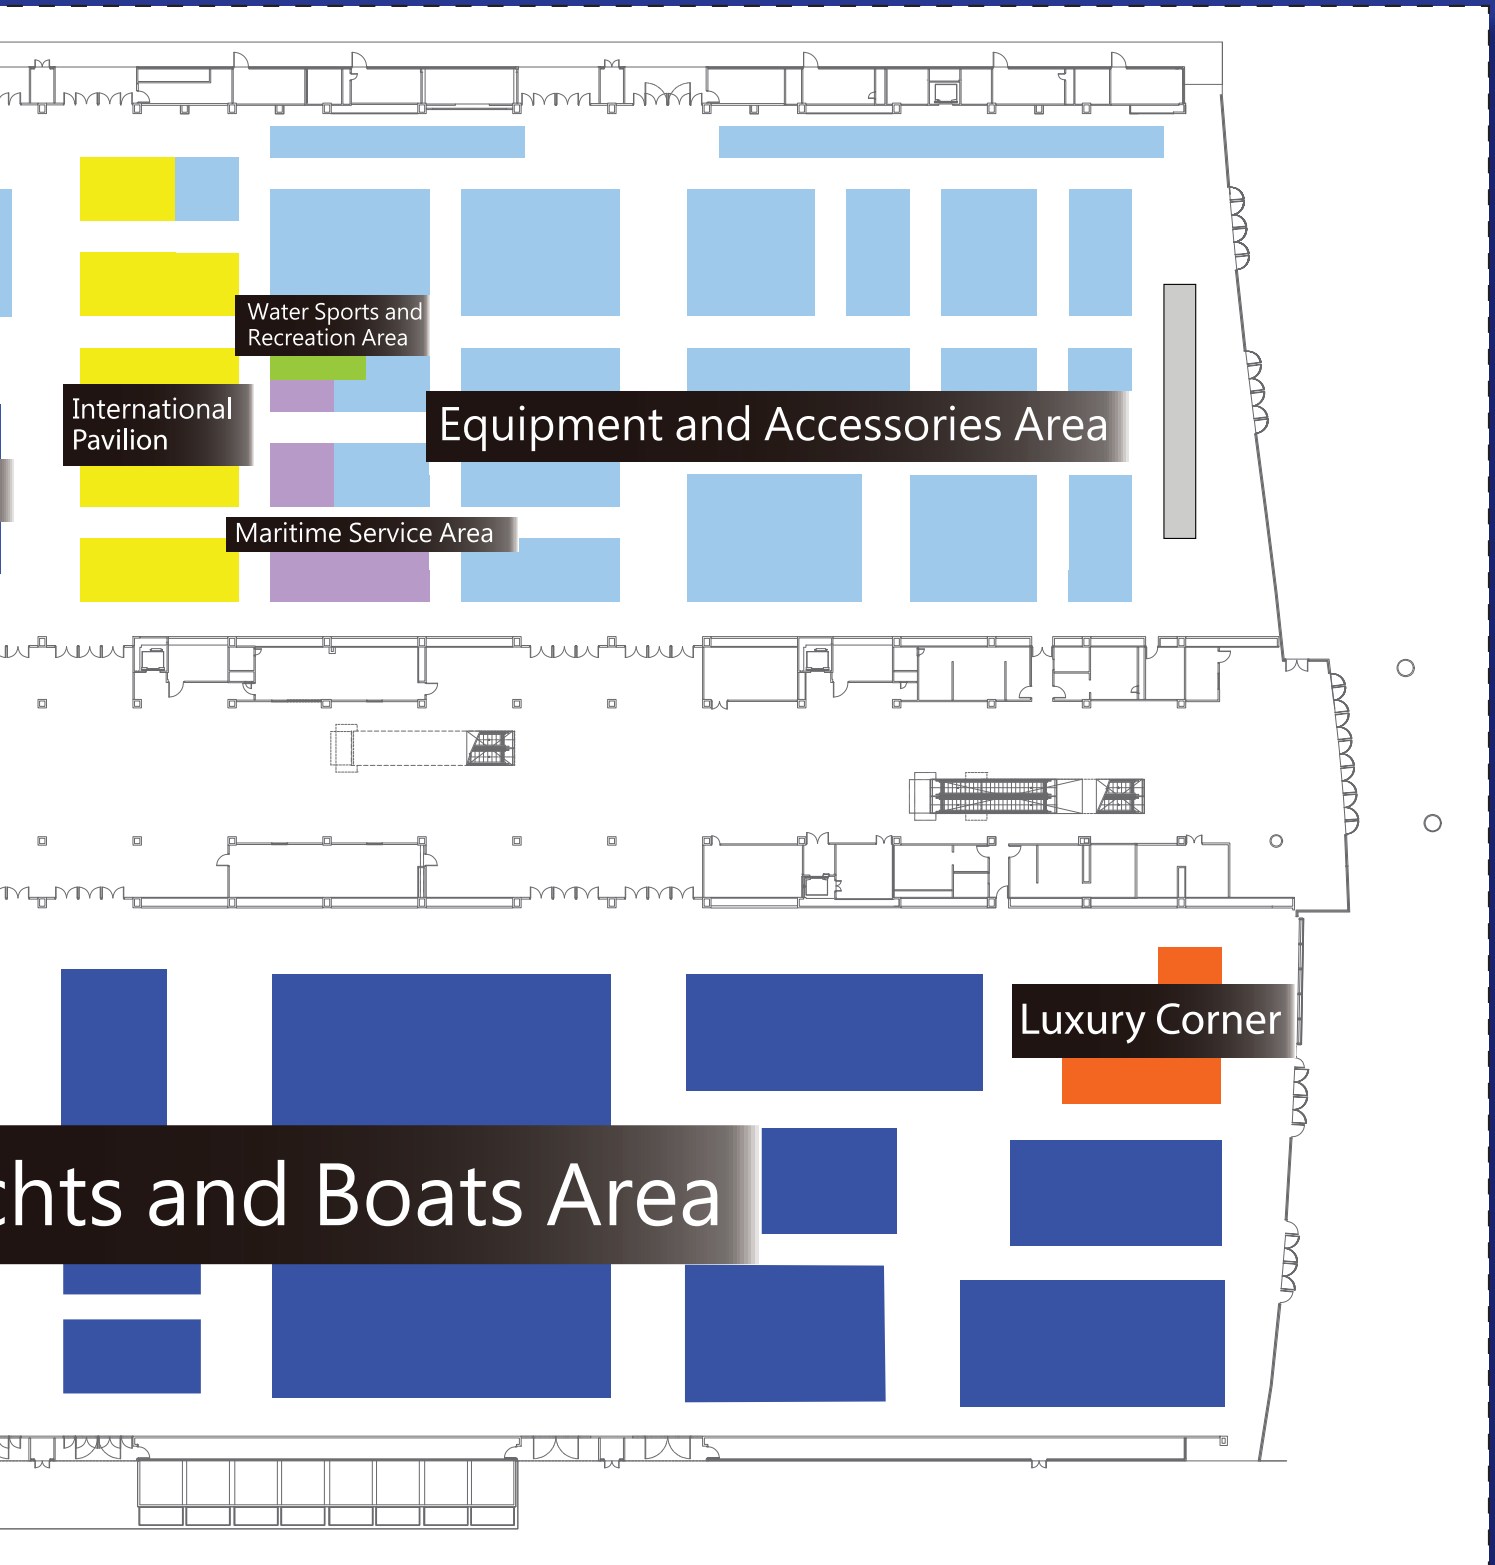 Water Sports and
Recreation Area
International
Pavilion
Equipment and Accessories Area
Maritime Service Area
Luxury Corner
chts and Boats Area